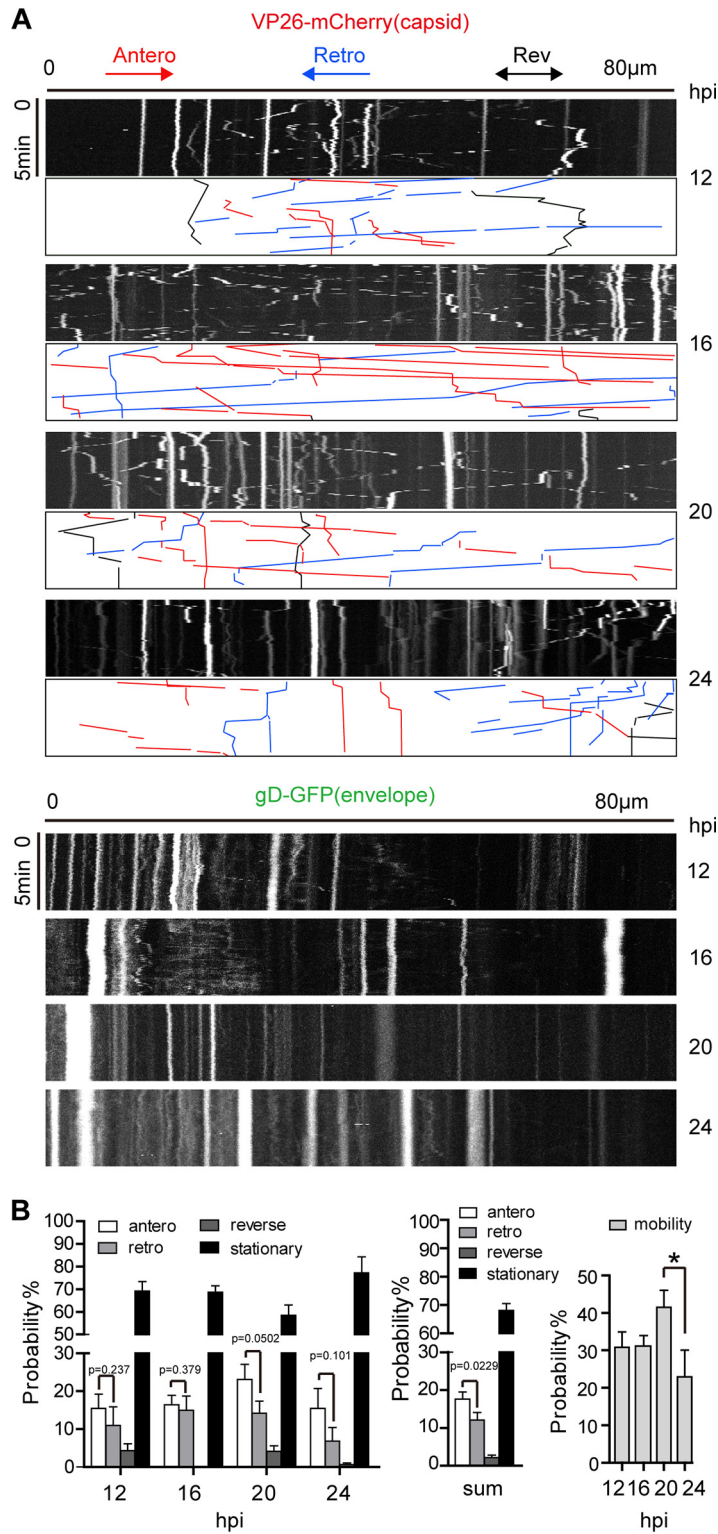 A
VP26-mCherry(capsid)
Antero Retro Rev
0 80μm
hpi
0
5min
12
16
20
24
gD-GFP(envelope)
0 80μm
hpi
0
5min
12
16
20
24
B
antero reverse
retro stationary
Probability%
100
90
80
70
60
50
30
20
10
0
p=0.237 p=0.379 p=0.0502 p=0.101
12 16 20 24
hpi
antero
retro
reverse
stationary
Probability%
100
90
80
70
60
30
20
10
0
p=0.0229
sum
mobility
*
Probability%
50
40
30
20
10
0
12 16 20 24
hpi